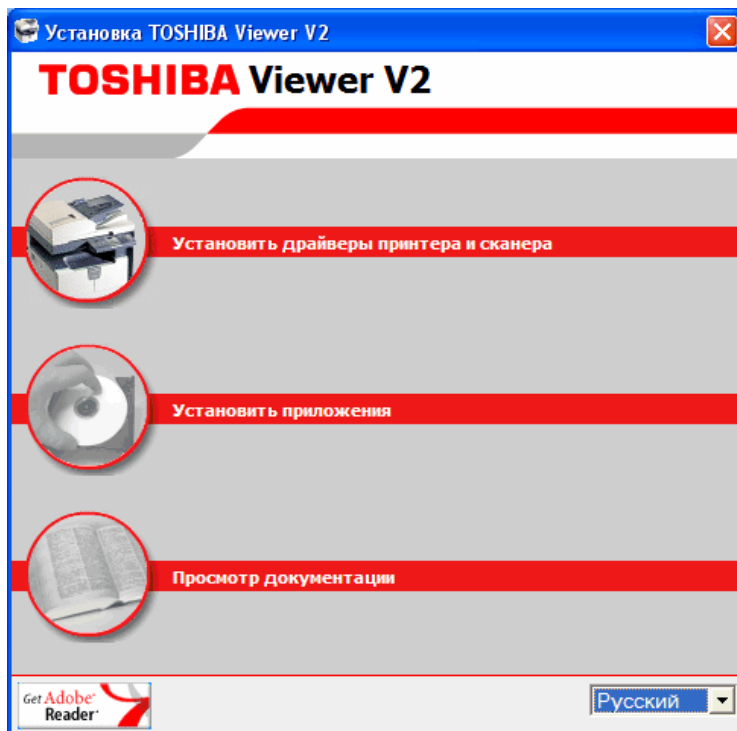 Установка TOSHIBA Viewer V2
TOSHIBA Viewer V2
Установить драйверы принтера и сканера
Установить приложения
Просмотр документации
Get Adobe®
Reader®
Русский